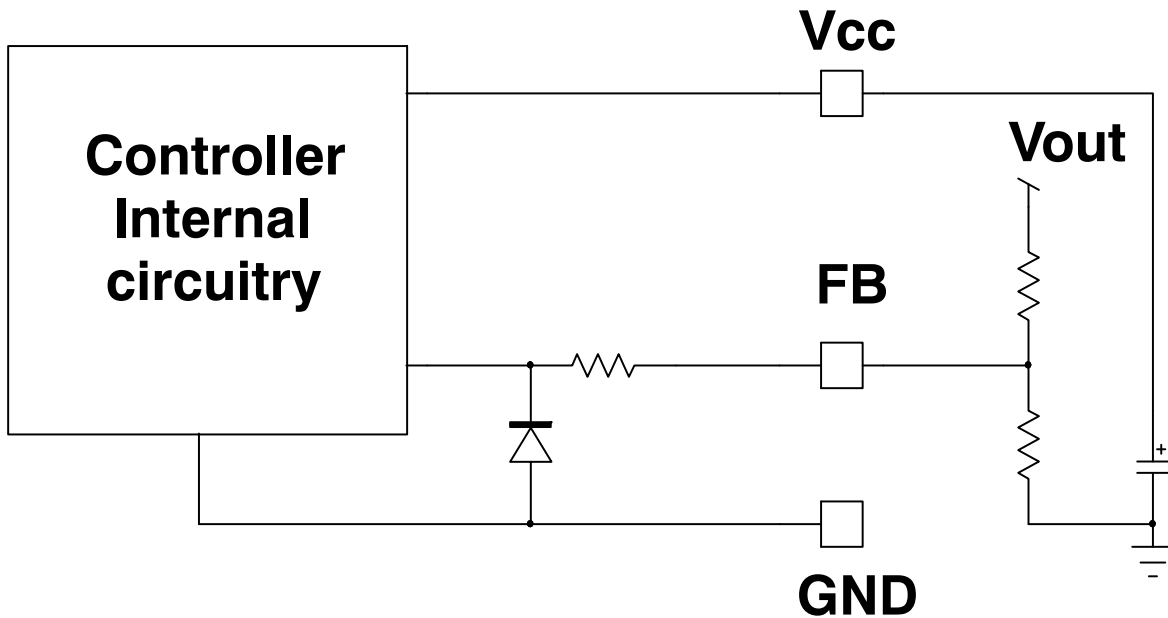 Vcc
Controller
Internal
circuitry
Vout
FB
+
GND